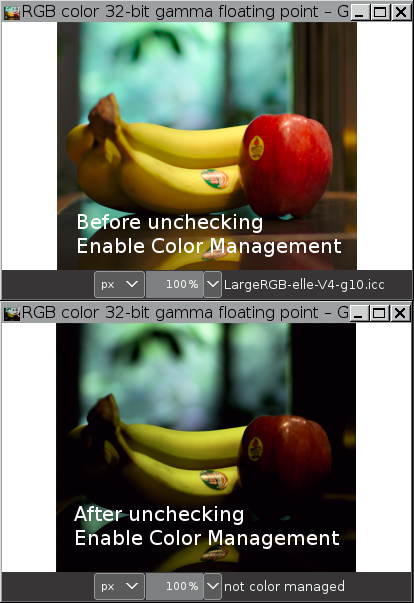 RGB color 32-bit gamma floating point – G
Before unchecking
Enable Color Management
px
100%
LargeRGB-elle-V4-g10.icc
RGB color 32-bit gamma floating point – G
After unchecking
Enable Color Management
px
100%
not color managed